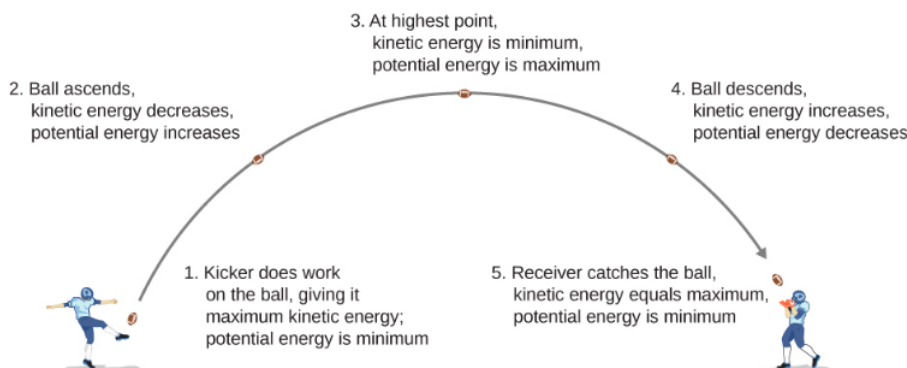 1. Kicker does work
on the ball, giving it
maximum kinetic energy;
potential energy is minimum
2. Ball ascends,
kinetic energy decreases,
potential energy increases
3. At highest point,
kinetic energy is minimum,
potential energy is maximum
4. Ball descends,
kinetic energy increases,
potential energy decreases
5. Receiver catches the ball,
kinetic energy equals maximum,
potential energy is minimum